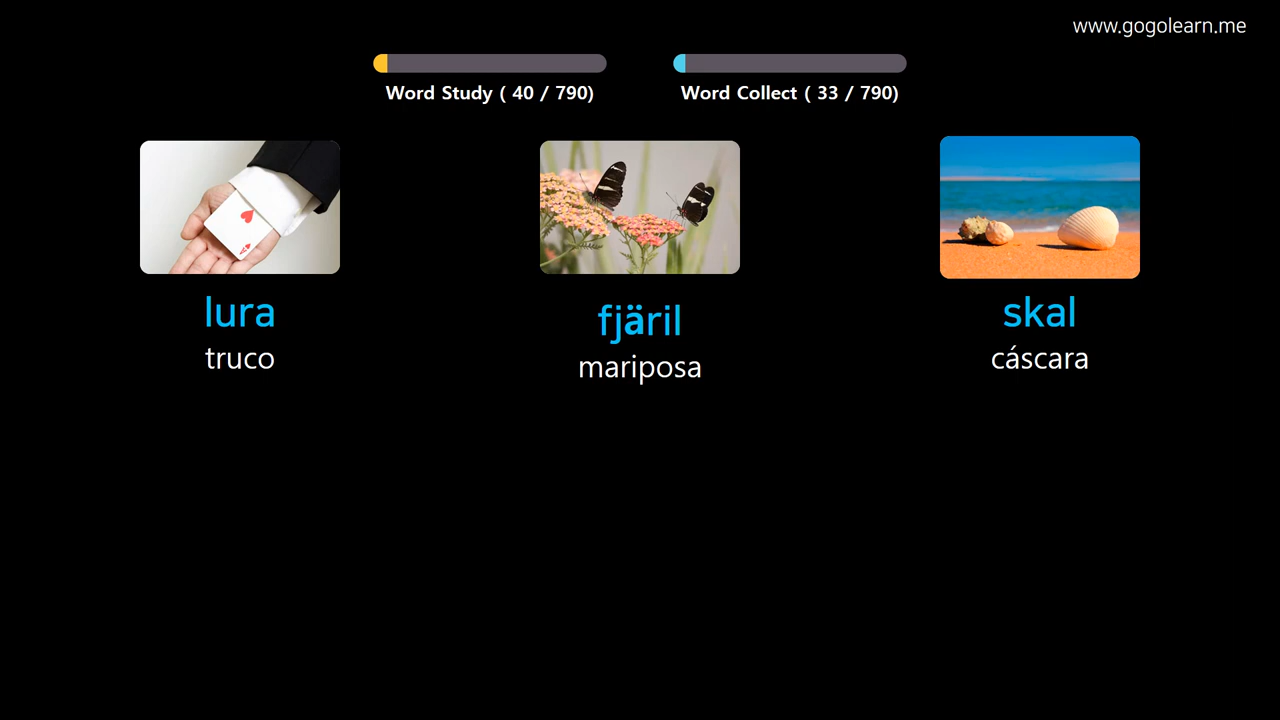 www.gogolearn.me
Word Study ( 40 / 790)
Word Collect ( 33 / 790)
lura
truco
fjäril
mariposa
skal
cáscara